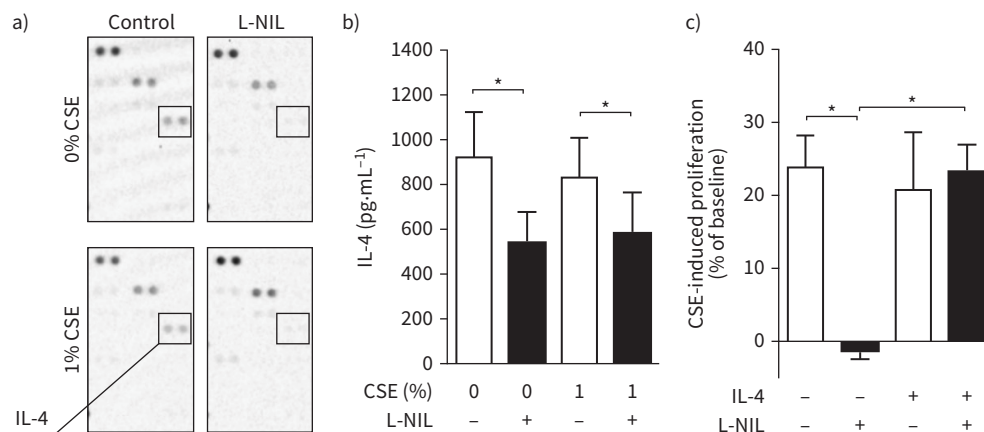 a)
Control
L-NIL
0% CSE
1% CSE
IL-4
b)
IL-4 (pg·mL−1)
1400
1200
1000
800
600
400
200
0
*
*
CSE (%) 0 0 1 1
L-NIL − + − +
c)
CSE-induced proliferation
(% of baseline)
40
30
20
10
0
*
*
IL-4 − − + +
L-NIL − + − +